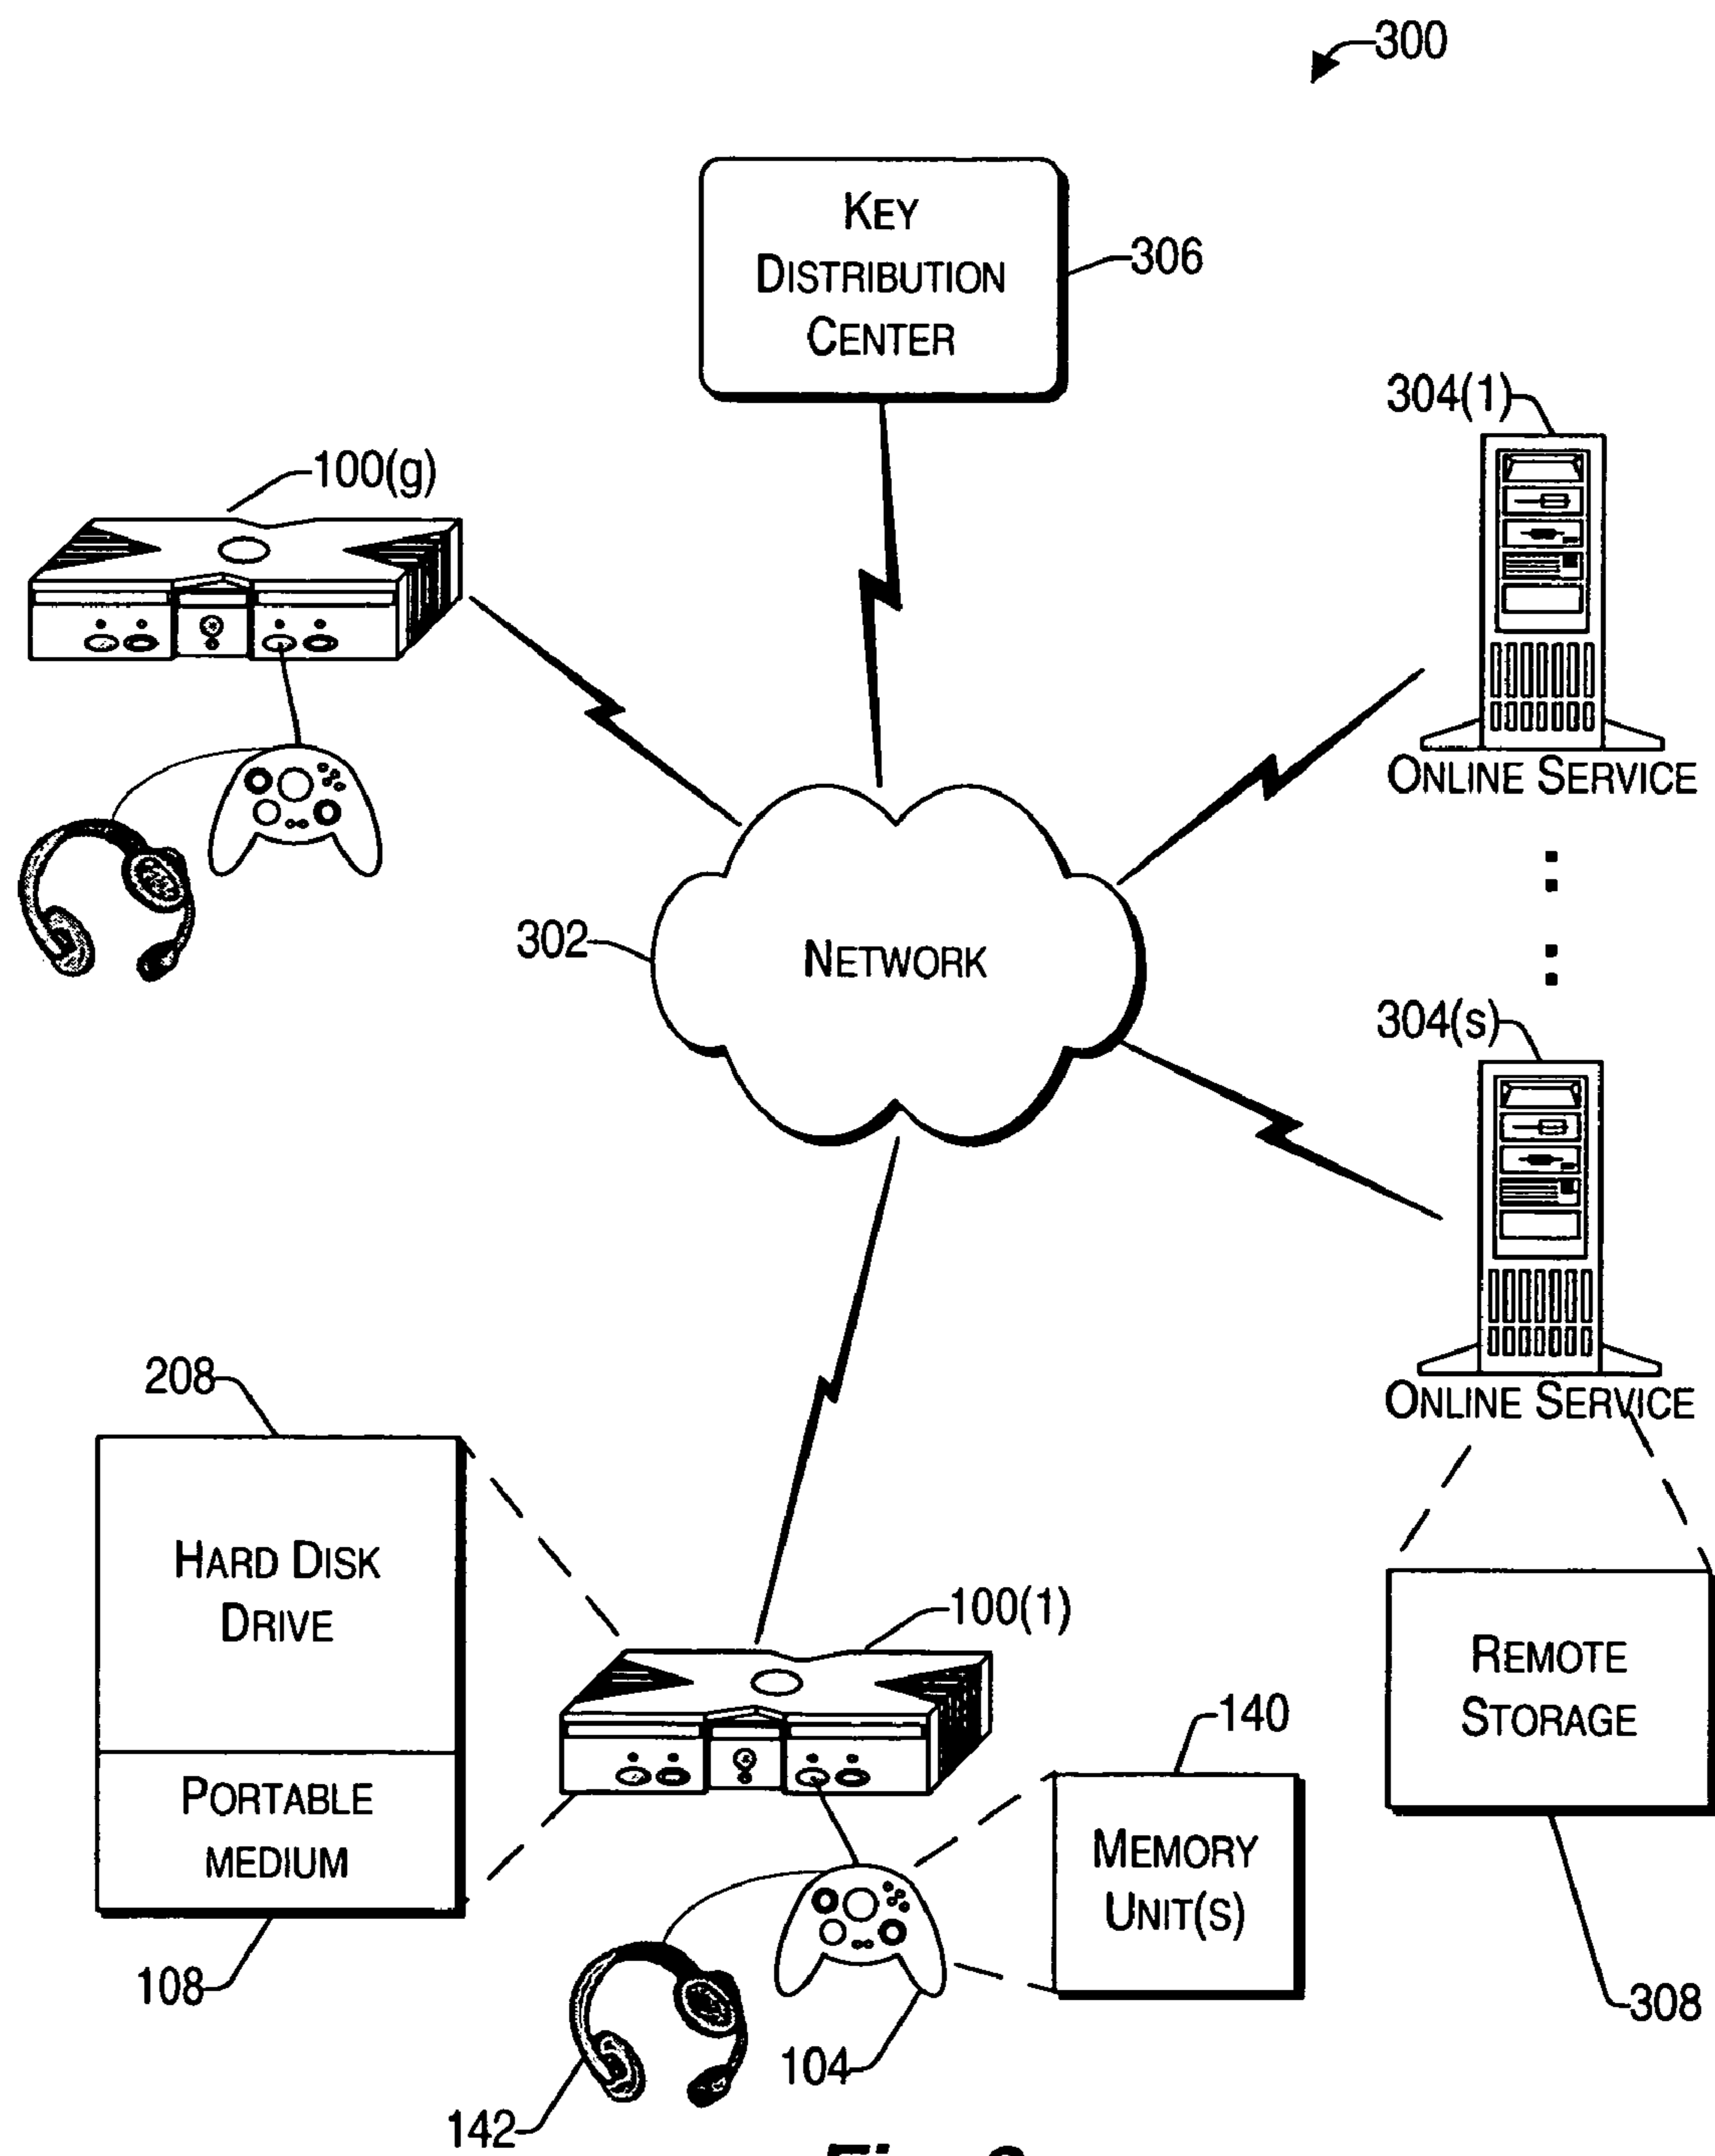 300
KEY
DISTRIBUTION
CENTER
306
304(1)
100(g)
ONLINE SERVICE
302
NETWORK
304(s)
ONLINE SERVICE
208
HARD DISK
DRIVE
100(1)
REMOTE
STORAGE
140
PORTABLE
MEDIUM
MEMORY
UNIT(S)
108
308
104
142